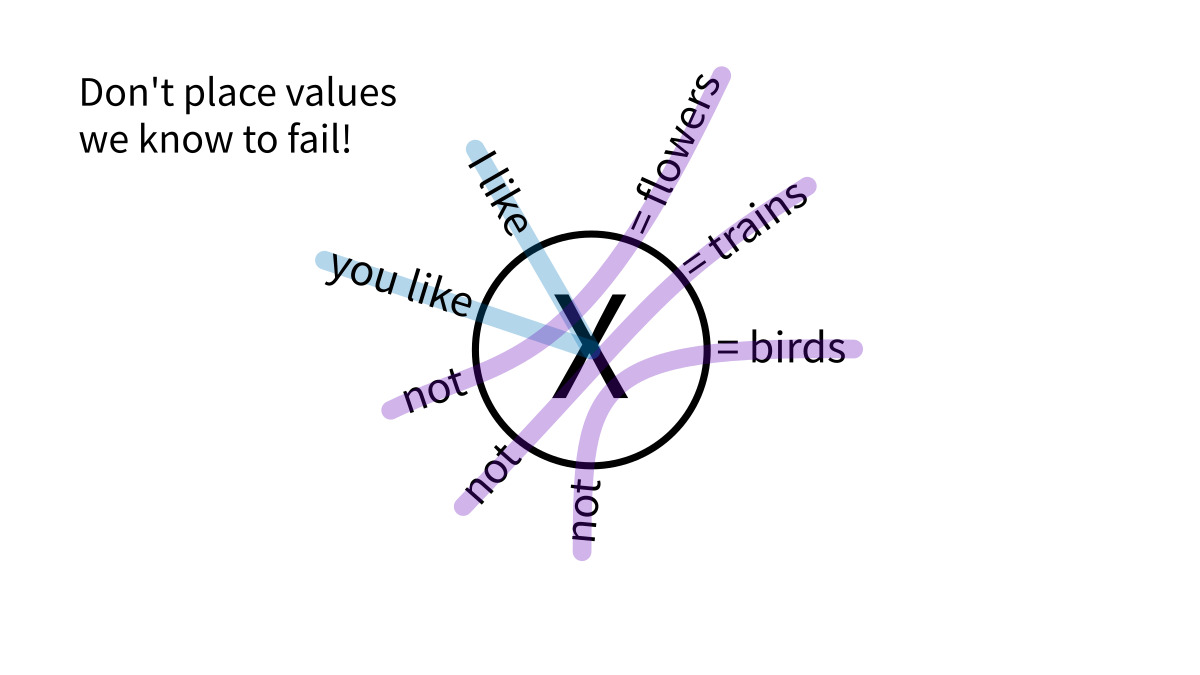 Don't place values
we know to fail!
I like
you like
X
not = flowers
not = trains
not = birds